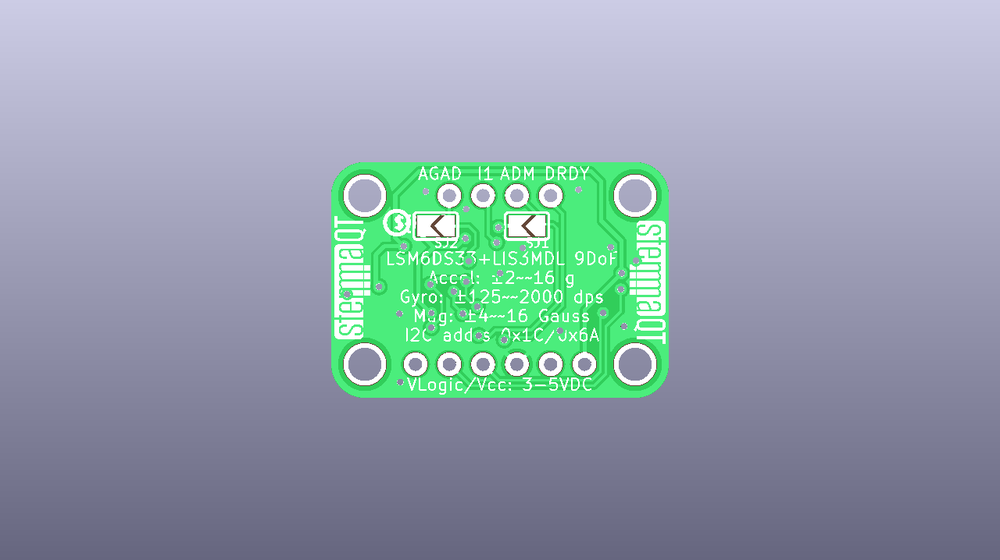 AGAD I1 ADM DRDY
$
SJ2 SJ1
LSM6DS33+LIS3MDL 9DoF
Accel: ±2~~16 g
Gyro: ±125~~2000 dps
Mag: ±4~~16 Gauss
I2C addrs 0x1C/0x6A
VLogic/Vcc: 3-5VDC
stemmaQT
stemmaQT